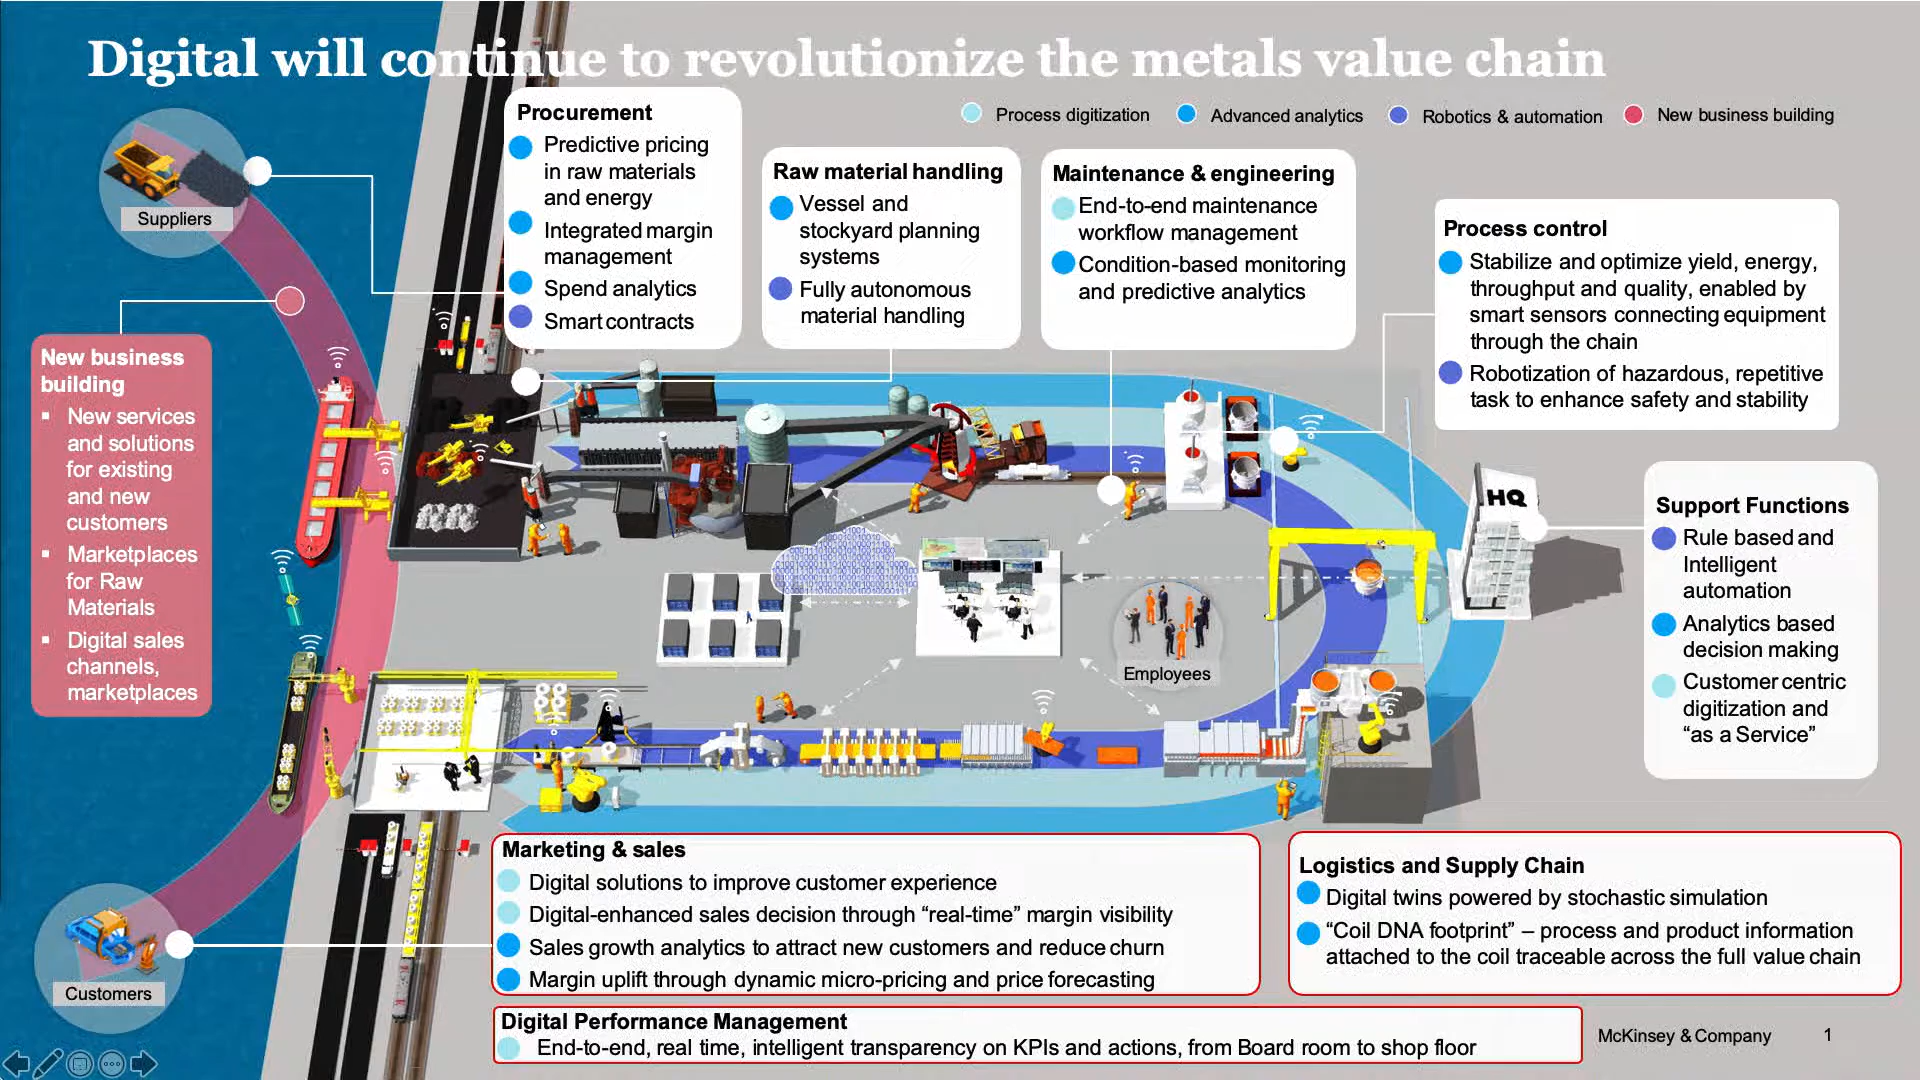 Digital will continue to revolutionize the metals value chain
Process digitization
Advanced analytics
Robotics & automation
New business building
Suppliers
Procurement
Predictive pricing
in raw materials
and energy
Integrated margin
management
Spend analytics
Smart contracts
Raw material handling
Vessel and
stockyard planning
systems
Fully autonomous
material handling
Maintenance & engineering
End-to-end maintenance
workflow management
Condition-based monitoring
and predictive analytics
Process control
Stabilize and optimize yield, energy,
throughput and quality, enabled by
smart sensors connecting equipment
through the chain
Robotization of hazardous, repetitive
task to enhance safety and stability
New business
building
▪ New services
and solutions
for existing
and new
customers
▪ Marketplaces
for Raw
Materials
▪ Digital sales
channels,
marketplaces
HQ
Support Functions
Rule based and
Intelligent
automation
Analytics based
decision making
Customer centric
digitization and
“as a Service”
Employees
Customers
Marketing & sales
Digital solutions to improve customer experience
Digital-enhanced sales decision through “real-time” margin visibility
Sales growth analytics to attract new customers and reduce churn
Margin uplift through dynamic micro-pricing and price forecasting
Logistics and Supply Chain
Digital twins powered by stochastic simulation
“Coil DNA footprint” – process and product information
attached to the coil traceable across the full value chain
Digital Performance Management
End-to-end, real time, intelligent transparency on KPIs and actions, from Board room to shop floor
McKinsey & Company
1